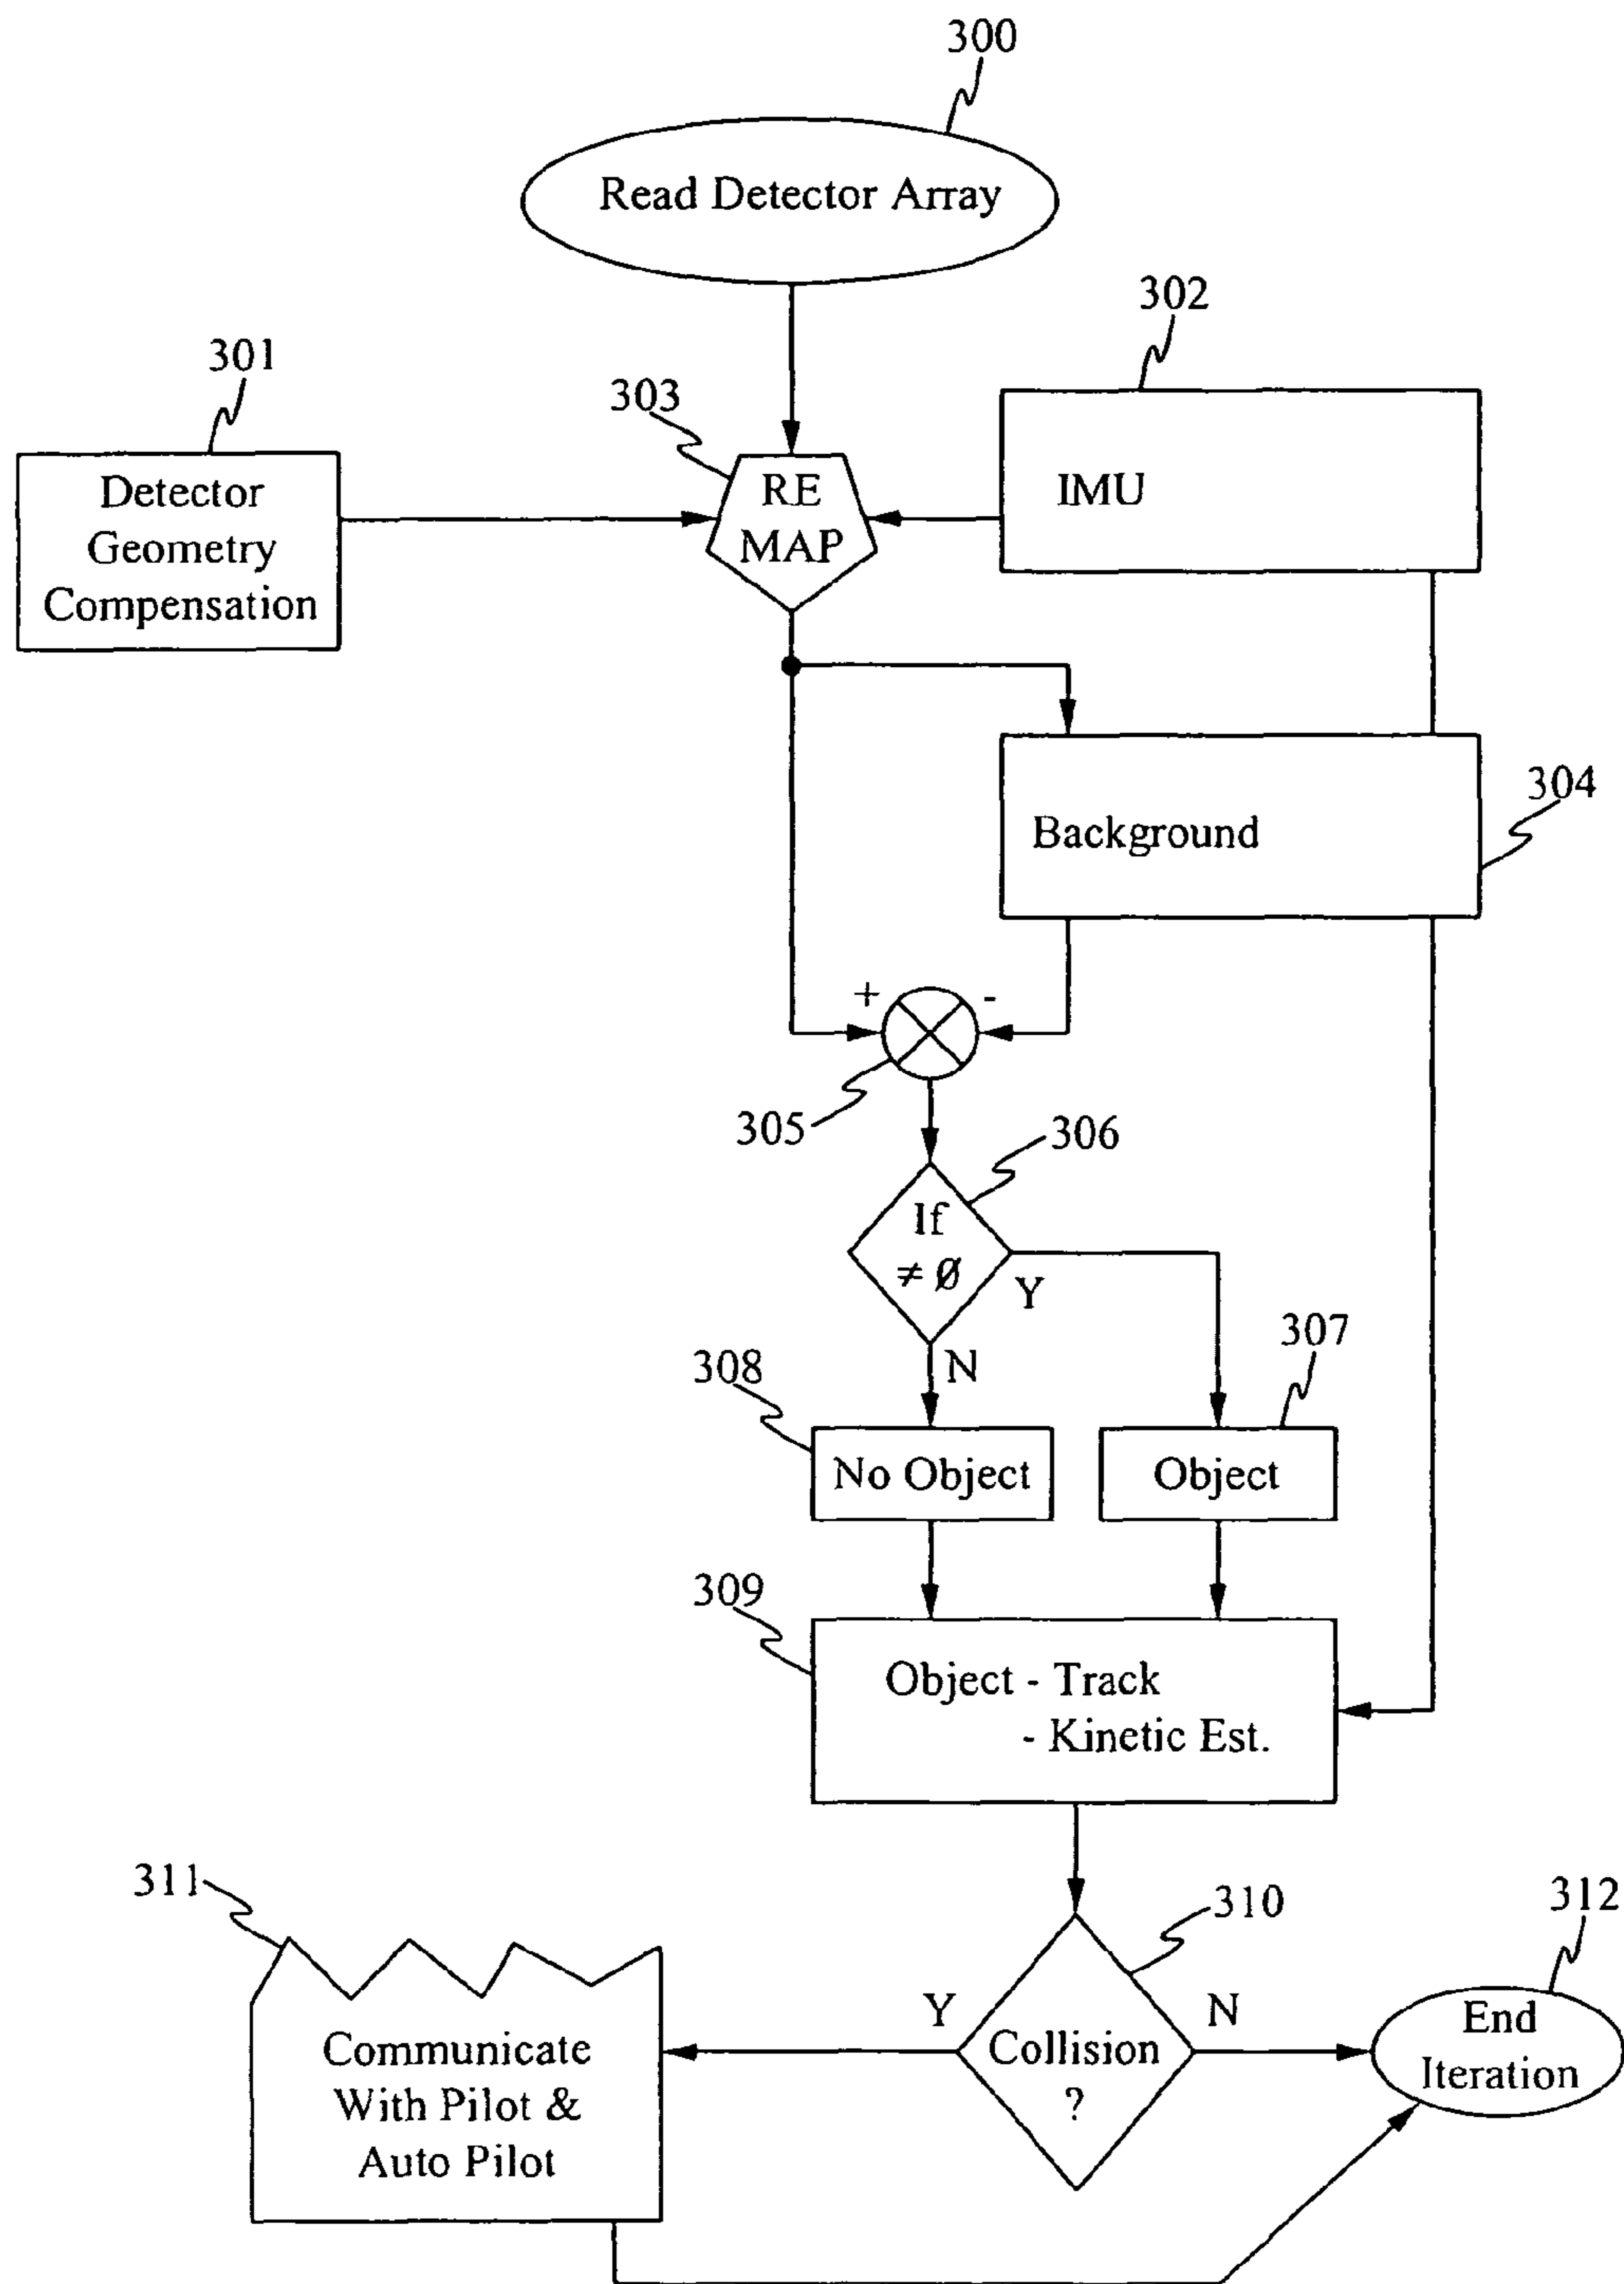 300
Read Detector Array
302
301
303
Detector
Geometry
Compensation
RE
MAP
IMU
304
Background
+
-
305
306
If
≠ Ø
Y
N
307
308
No Object
Object
309
Object - Track
- Kinetic Est.
311
310
312
Y
N
Communicate
With Pilot &
Auto Pilot
Collision
?
End
Iteration